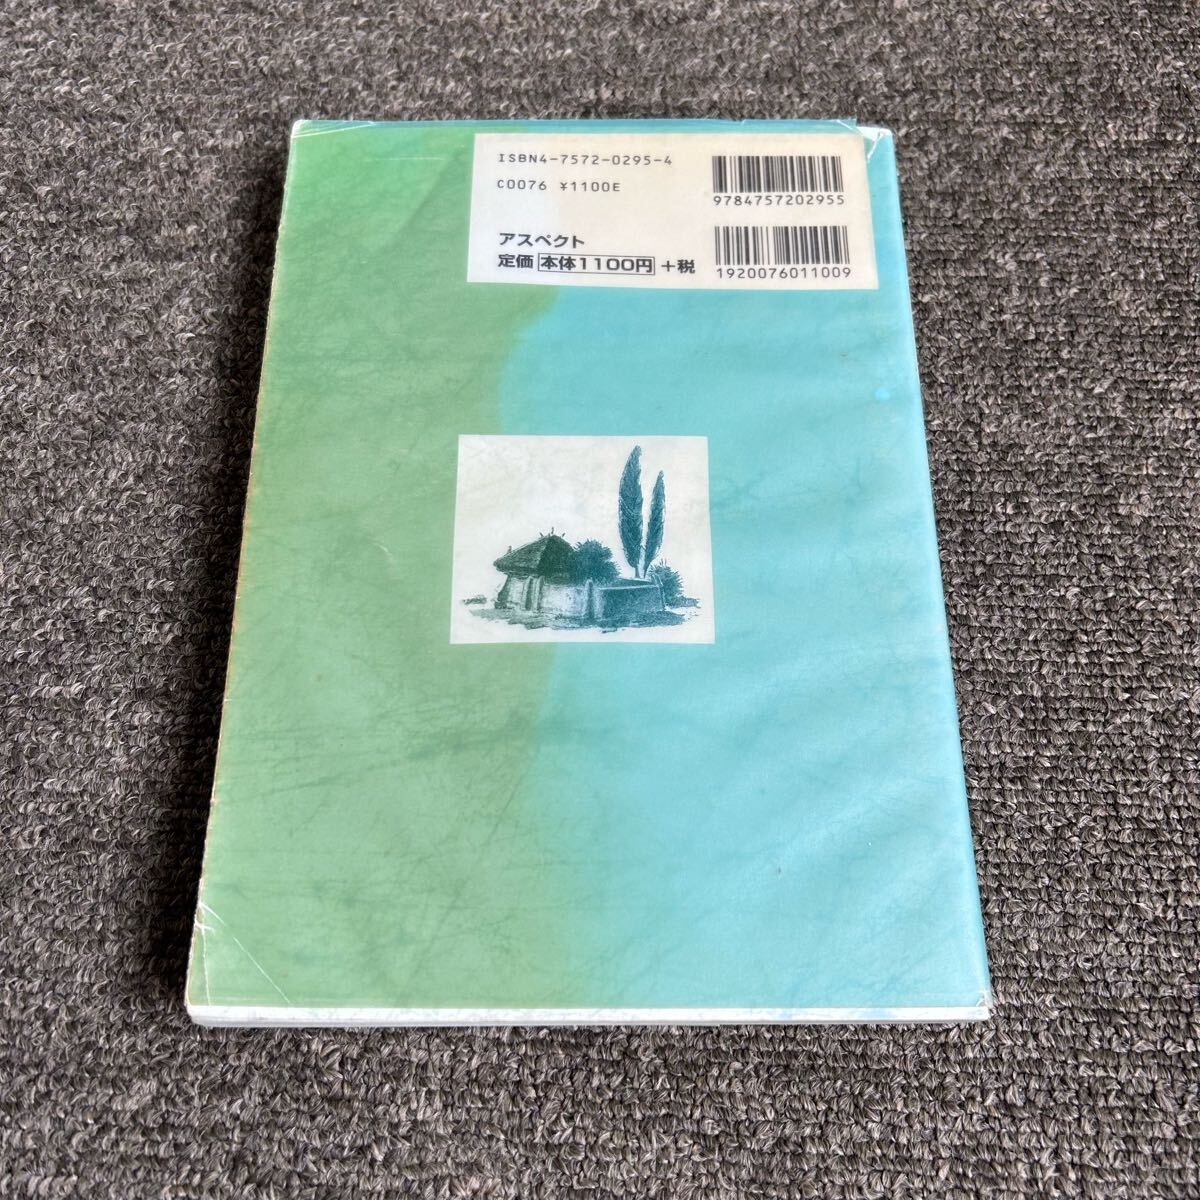 ISBN4-7572-0295-4
C0076 ¥1100E
アスペクト
定価 本体1100円 +税
9784757202955
1920076011009